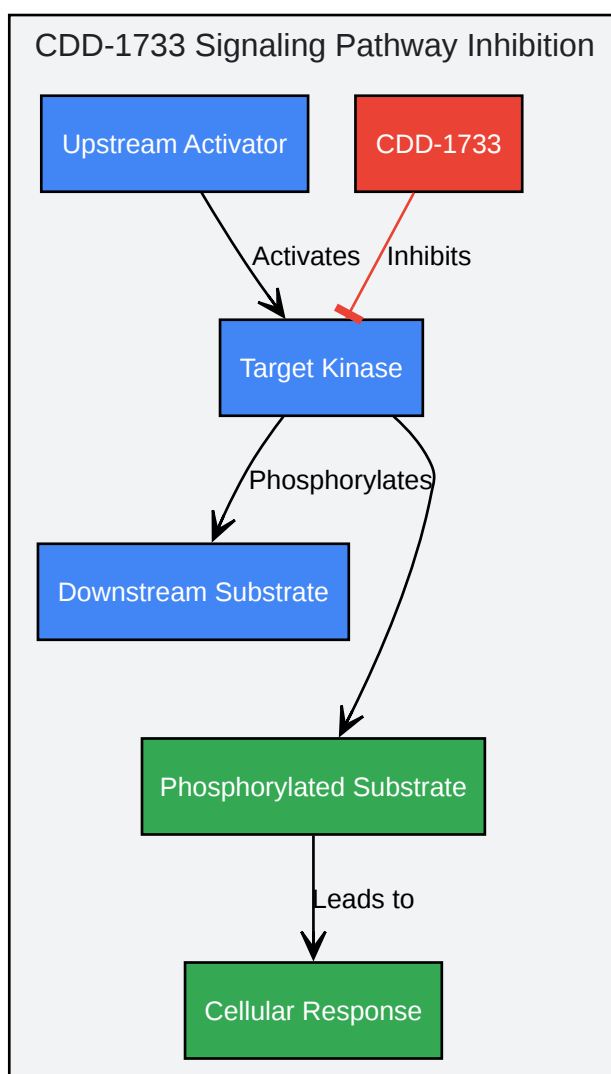 CDD-1733 Signaling Pathway Inhibition
Upstream Activator
CDD-1733
Activates
Inhibits
Target Kinase
Phosphorylates
Downstream Substrate
Phosphorylated Substrate
Leads to
Cellular Response